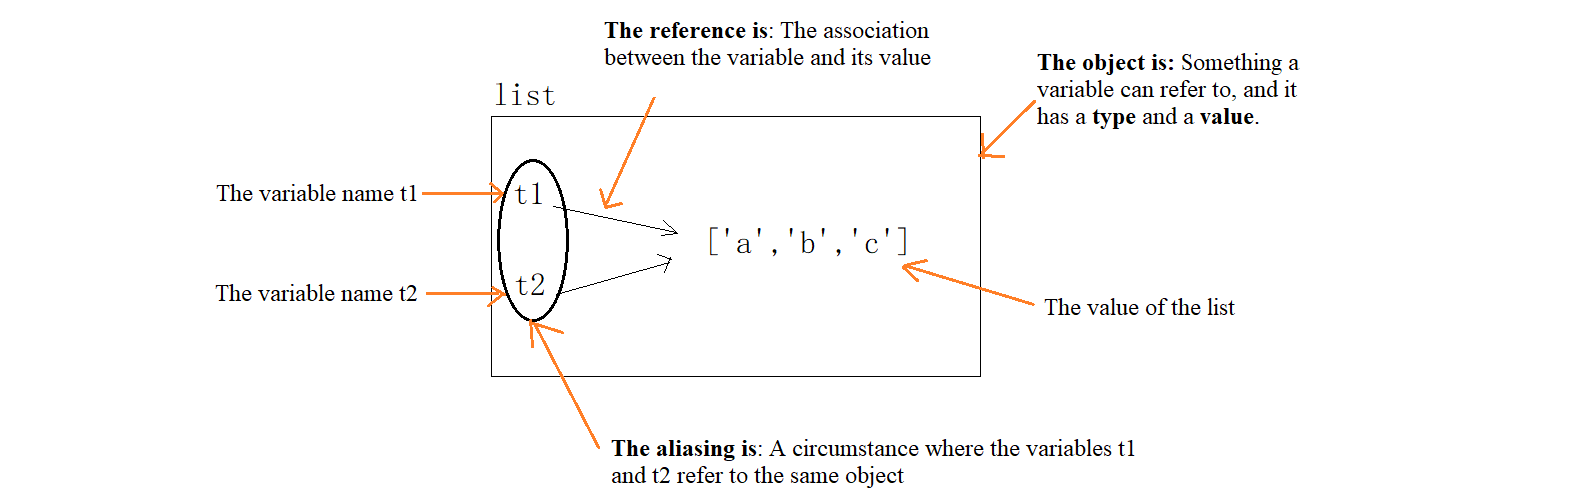 The reference is: The association
between the variable and its value
The object is: Something a
variable can refer to, and it
has a type and a value.
list
The variable name t1
t1
['a','b','c']
The variable name t2
t2
The value of the list
The aliasing is: A circumstance where the variables t1
and t2 refer to the same object